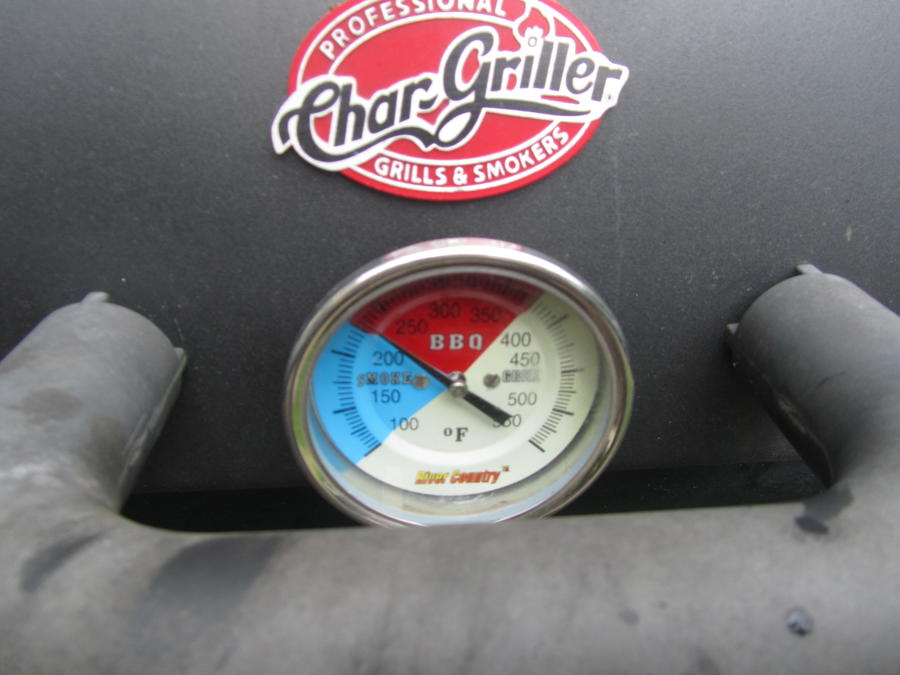 PROFESSIONAL
Char-Griller
GRILLS & SMOKERS
300
250
350
BBQ
400
200
450
SMOKE
GRILL
150
500
100
550
°F
River Country™